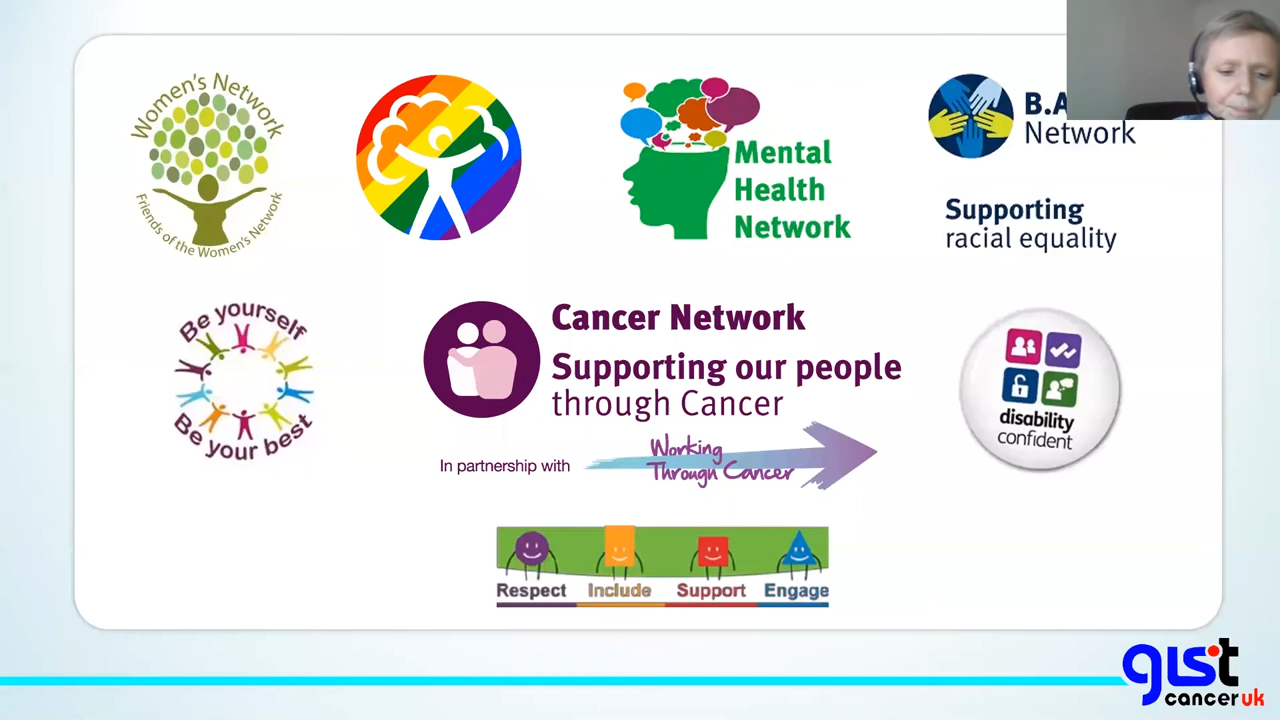 Women's Network
Friends of the Women's Network
Mental
Health
Network
Network
Supporting
racial equality
Be yourself
Be your best
Cancer Network
Supporting our people
through Cancer
In partnership with
Working
Through Cancer
disability
confident
Respect Include Support Engage
gist
cancer uk